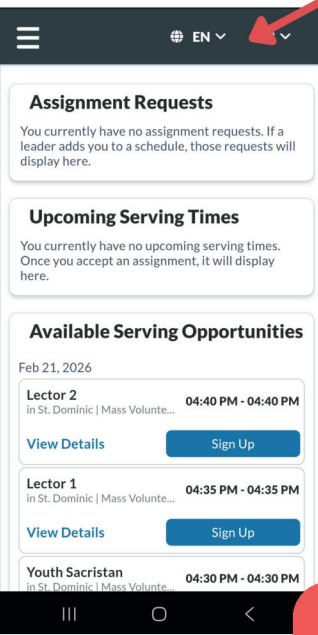 EN
Assignment Requests
You currently have no assignment requests. If a
leader adds you to a schedule, those requests will
display here.
Upcoming Serving Times
You currently have no upcoming serving times.
Once you accept an assignment, it will display
here.
Available Serving Opportunities
Feb 21, 2026
Lector 2
in St. Dominic | Mass Volunte...
04:40 PM - 04:40 PM
View Details
Sign Up
Lector 1
in St. Dominic | Mass Volunte...
04:35 PM - 04:35 PM
View Details
Sign Up
Youth Sacristan
in St. Dominic | Mass Volunte...
04:30 PM - 04:30 PM